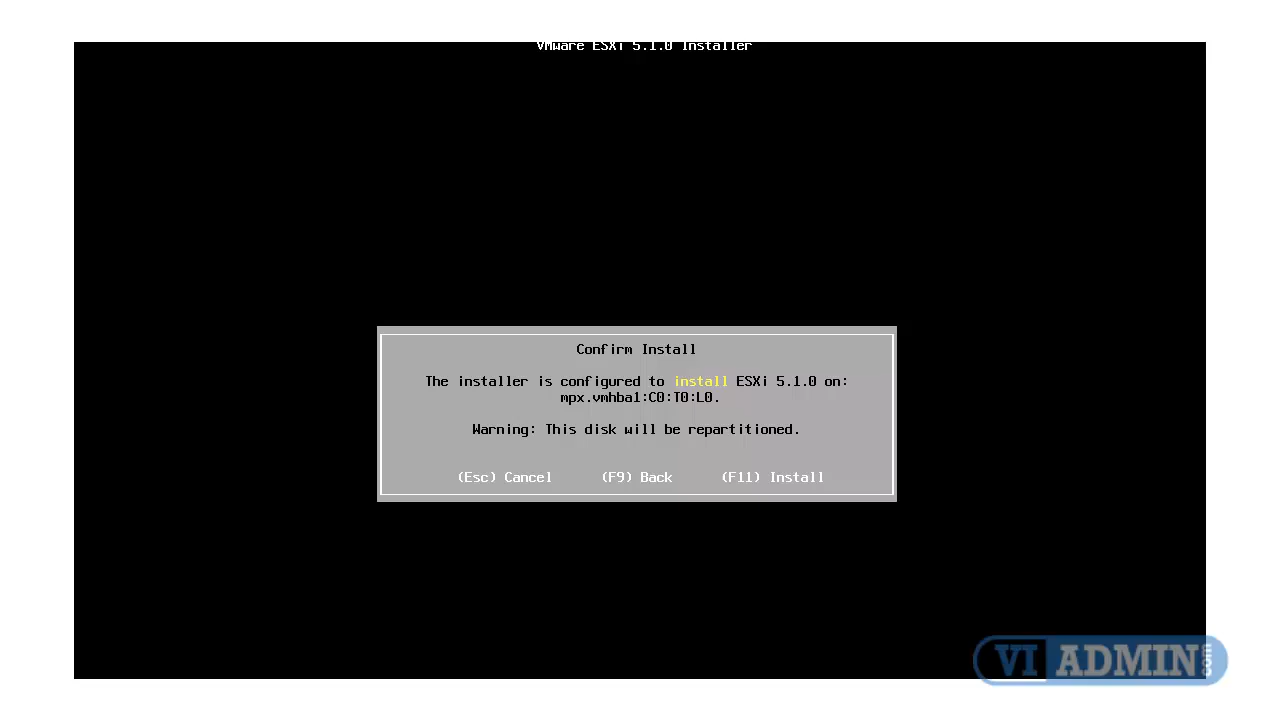 VMware ESXi 5.1.0 Installer
Confirm Install
The installer is configured to install ESXi 5.1.0 on:
mpx.vmhba1:C0:T0:L0.
Warning: This disk will be repartitioned.
(Esc) Cancel (F9) Back (F11) Install
VI ADMIN.com